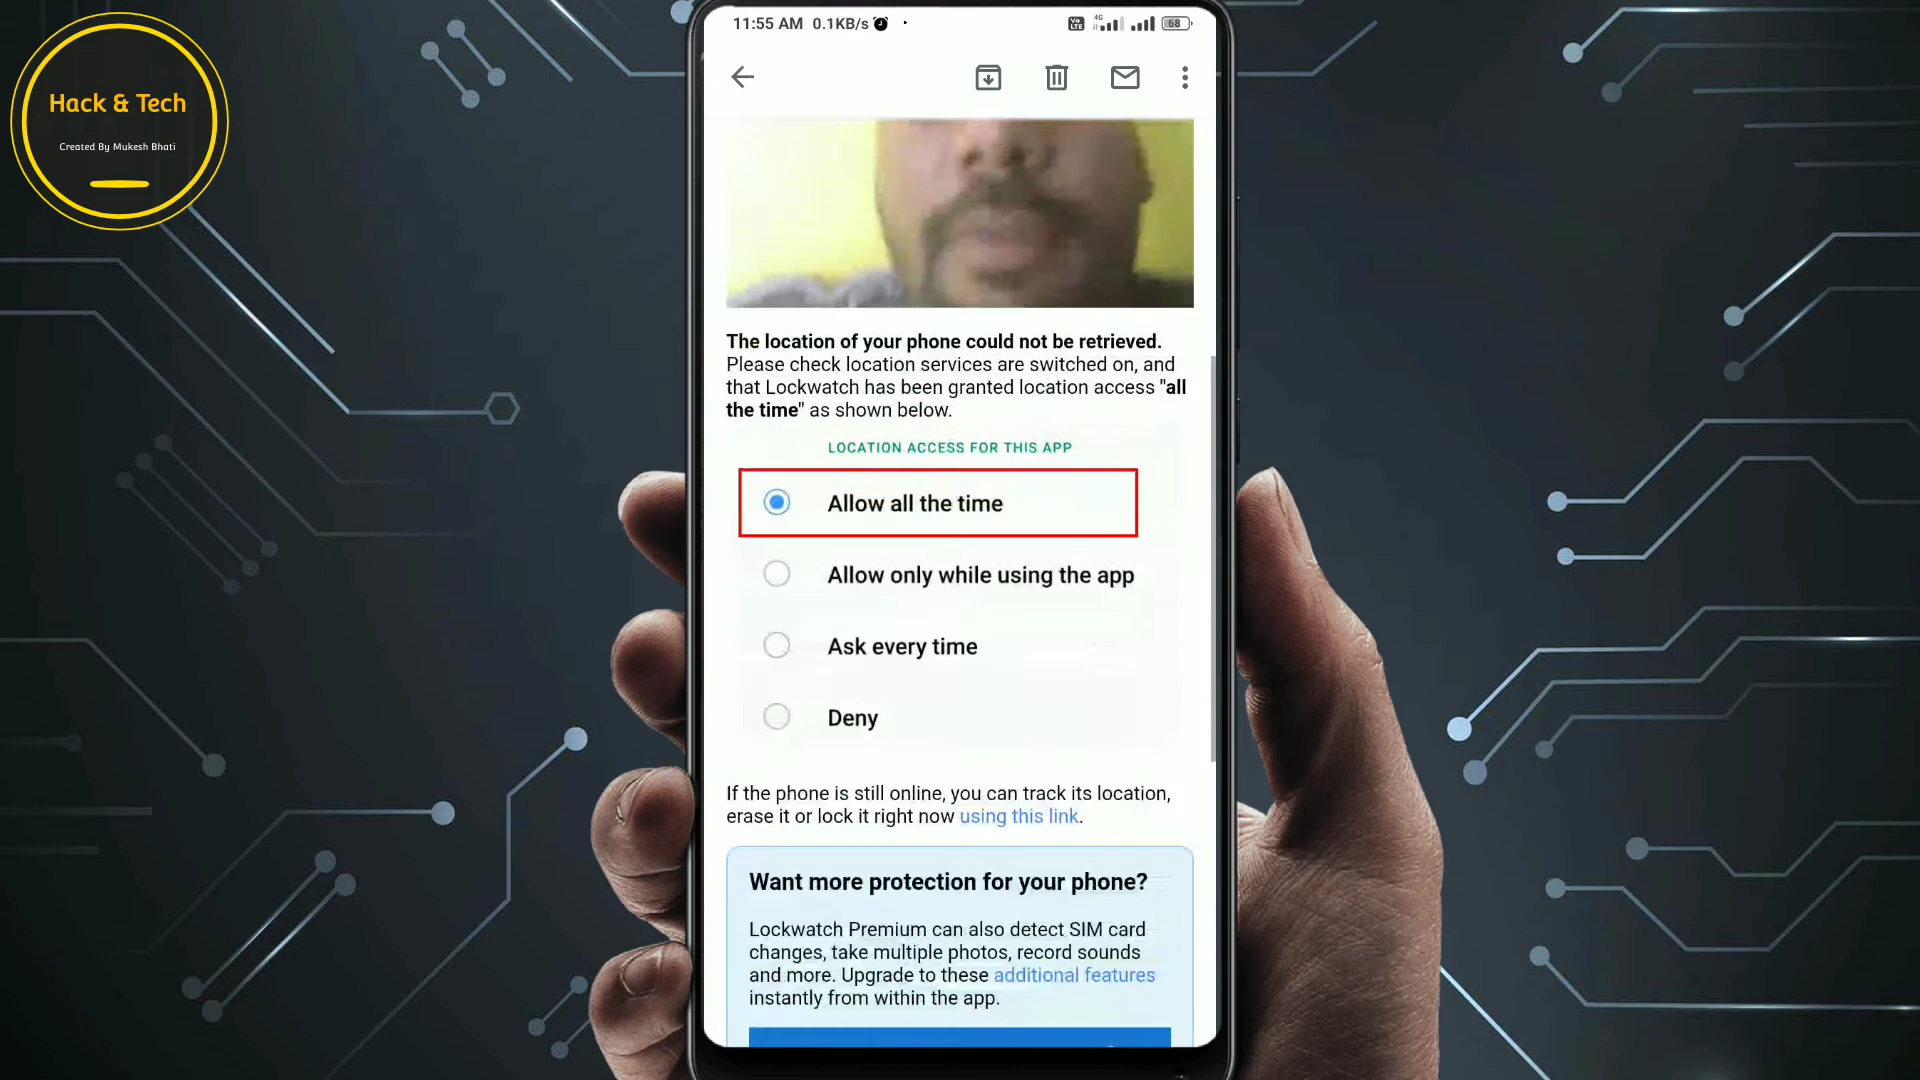 Hack & Tech
Created By Mukesh Bhati
11:55 AM 0.1KB/s
Vo LTE 4G 68
The location of your phone could not be retrieved.
Please check location services are switched on, and
that Lockwatch has been granted location access "all
the time" as shown below.
LOCATION ACCESS FOR THIS APP
Allow all the time
Allow only while using the app
Ask every time
Deny
If the phone is still online, you can track its location,
erase it or lock it right now using this link.
Want more protection for your phone?
Lockwatch Premium can also detect SIM card
changes, take multiple photos, record sounds
and more. Upgrade to these additional features
instantly from within the app.